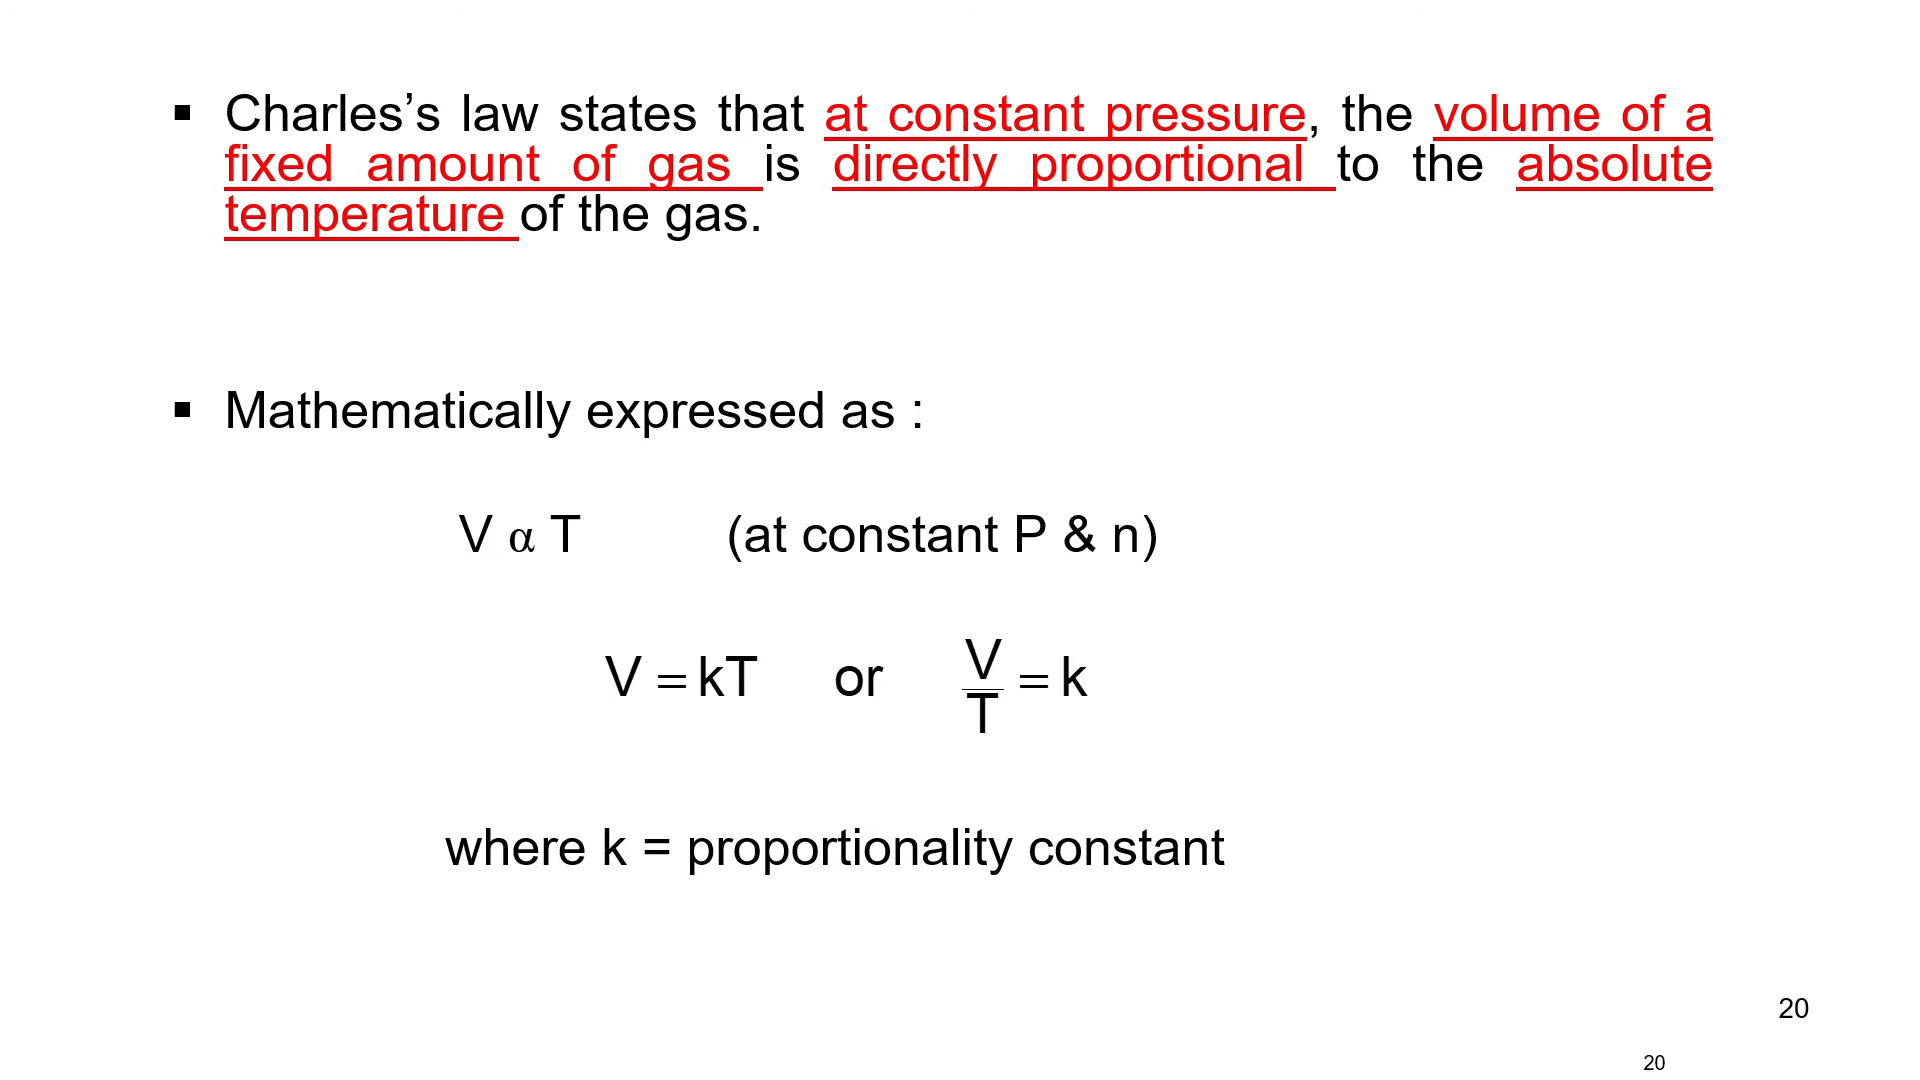 ▪ Charles’s law states that at constant pressure, the volume of a
fixed amount of gas is directly proportional to the absolute
temperature of the gas.
▪ Mathematically expressed as :
V α T (at constant P & n)
V = kT or V/T = k
where k = proportionality constant
20
20